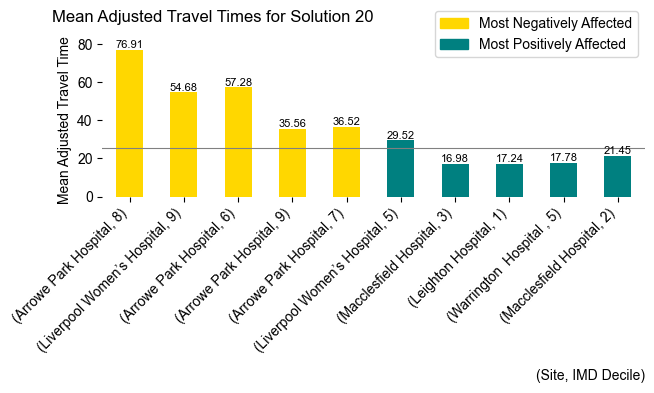 Mean Adjusted Travel Times for Solution 20
Most Negatively Affected
Most Positively Affected
Mean Adjusted Travel Time
80
60
40
20
0
76.91
54.68
57.28
35.56
36.52
29.52
16.98
17.24
17.78
21.45
(Arrowe Park Hospital, 8)
(Liverpool Women’s Hospital, 9)
(Arrowe Park Hospital, 6)
(Arrowe Park Hospital, 9)
(Arrowe Park Hospital, 7)
(Liverpool Women’s Hospital, 5)
(Macclesfield Hospital, 3)
(Leighton Hospital, 1)
(Warrington  Hospital , 5)
(Macclesfield Hospital, 2)
(Site, IMD Decile)